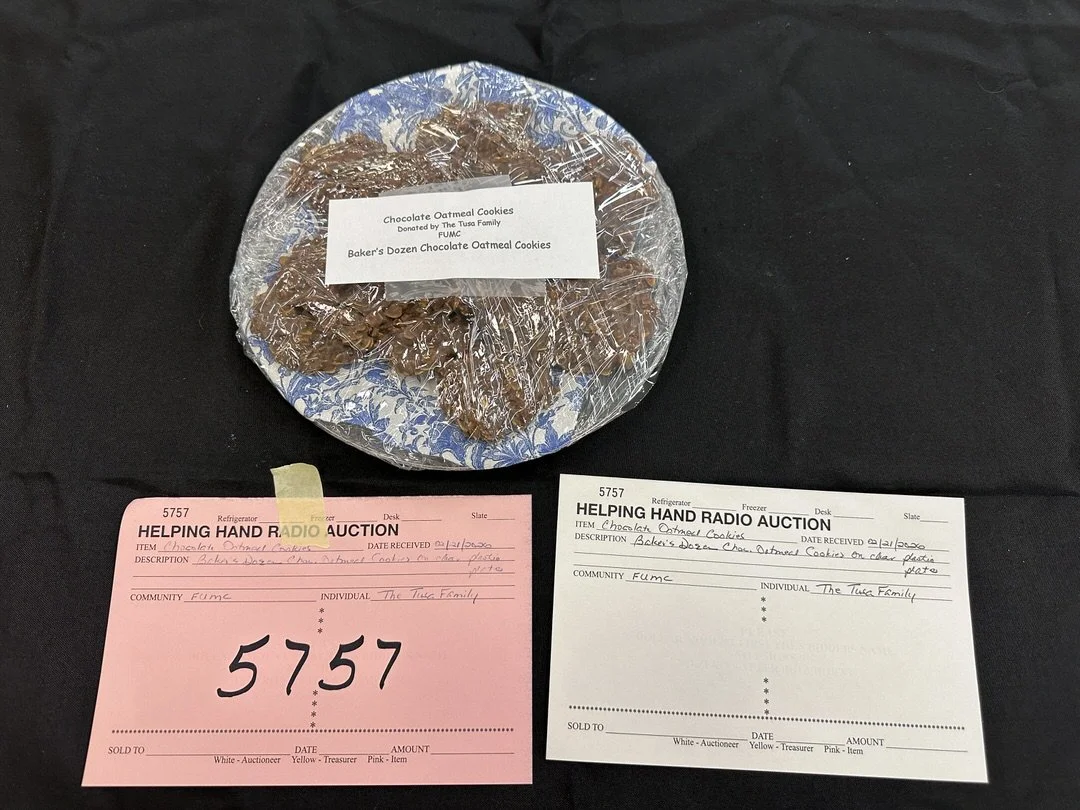 Chocolate Oatmeal Cookies
Donated by The Tusa Family
FUMC
Baker's Dozen Chocolate Oatmeal Cookies
5757
Refrigerator Freezer Desk Slate
HELPING HAND RADIO AUCTION
ITEM Chocolate Oatmeal Cookies DATE RECEIVED 02/21/2020
DESCRIPTION Baker's Dozen Choc. Oatmeal Cookies on clear plastic
plates
COMMUNITY FUMC INDIVIDUAL The Tusa Family
5757
SOLD TO DATE AMOUNT
White - Auctioneer Yellow - Treasurer Pink - Item
5757
Refrigerator Freezer Desk Slate
HELPING HAND RADIO AUCTION
ITEM Chocolate Oatmeal Cookies DATE RECEIVED 02/21/2020
DESCRIPTION Baker's Dozen Choc. Oatmeal Cookies on clear plastic
plates
COMMUNITY FUMC INDIVIDUAL The Tusa Family
SOLD TO DATE AMOUNT
White - Auctioneer Yellow - Treasurer Pink - Item